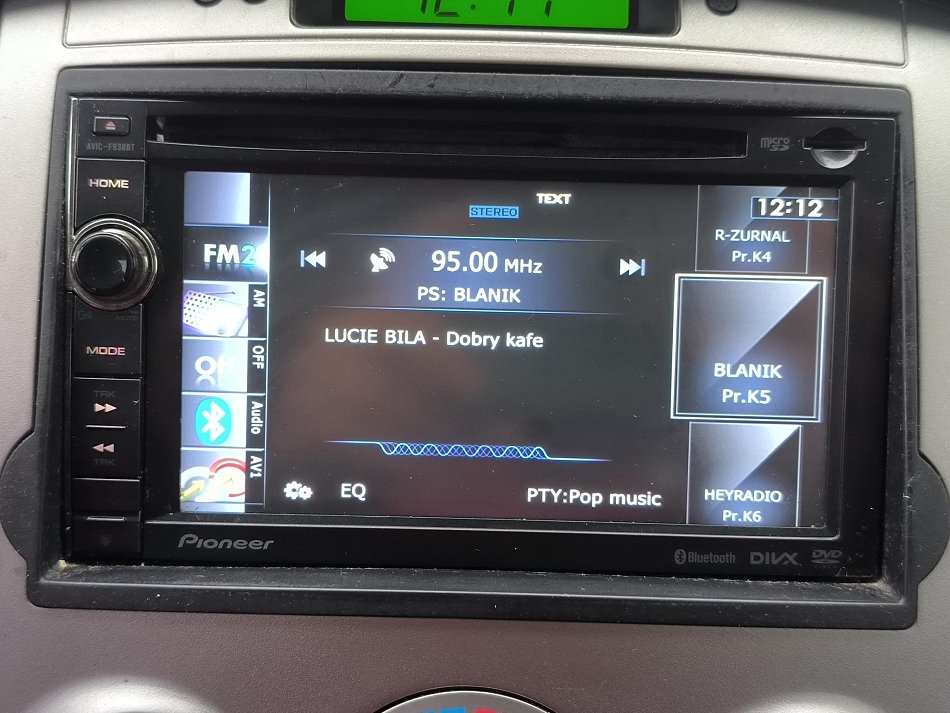 AVIC-F930BT
micro SD
HOME
MODE
TRK
TRK
FM2
AM
OFF
Off
Audio
AV1
STEREO
TEXT
12:12
95.00 MHz
PS: BLANIK
LUCIE BILA - Dobry kafe
EQ
PTY:Pop music
R-ZURNAL
Pr.K4
BLANIK
Pr.K5
HEYRADIO
Pr.K6
Pioneer
Bluetooth
DIVX
DVD